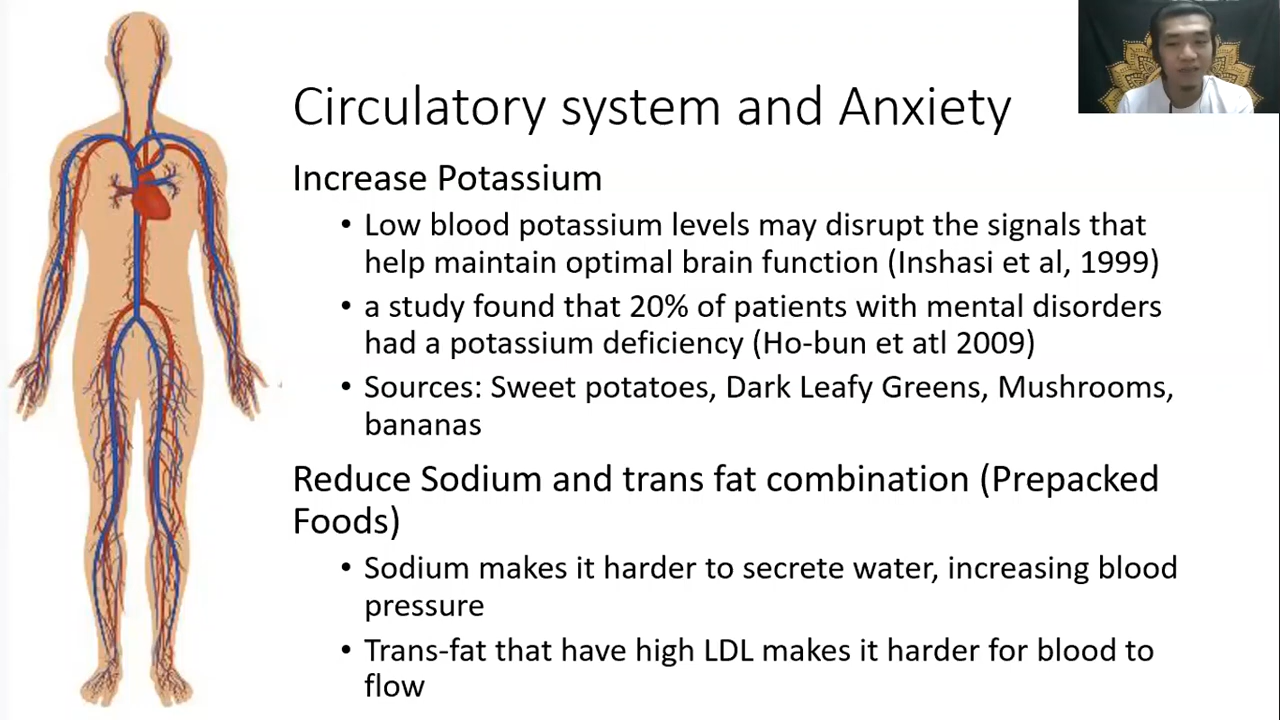 Circulatory system and Anxiety
Increase Potassium
• Low blood potassium levels may disrupt the signals that
help maintain optimal brain function (Inshasi et al, 1999)
• a study found that 20% of patients with mental disorders
had a potassium deficiency (Ho-bun et atl 2009)
• Sources: Sweet potatoes, Dark Leafy Greens, Mushrooms,
bananas
Reduce Sodium and trans fat combination (Prepacked
Foods)
• Sodium makes it harder to secrete water, increasing blood
pressure
• Trans-fat that have high LDL makes it harder for blood to
flow